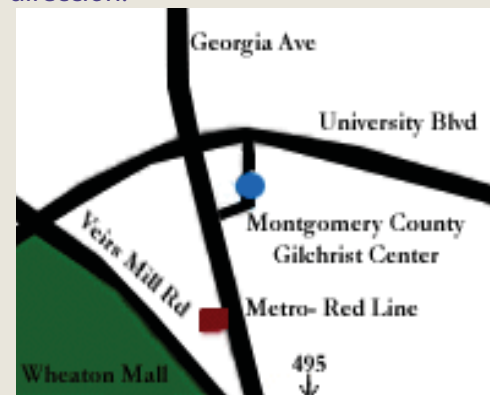 Georgia Ave
University Blvd
Montgomery County
Gilchrist Center
Veirs Mill Rd
Metro- Red Line
495
Wheaton Mall